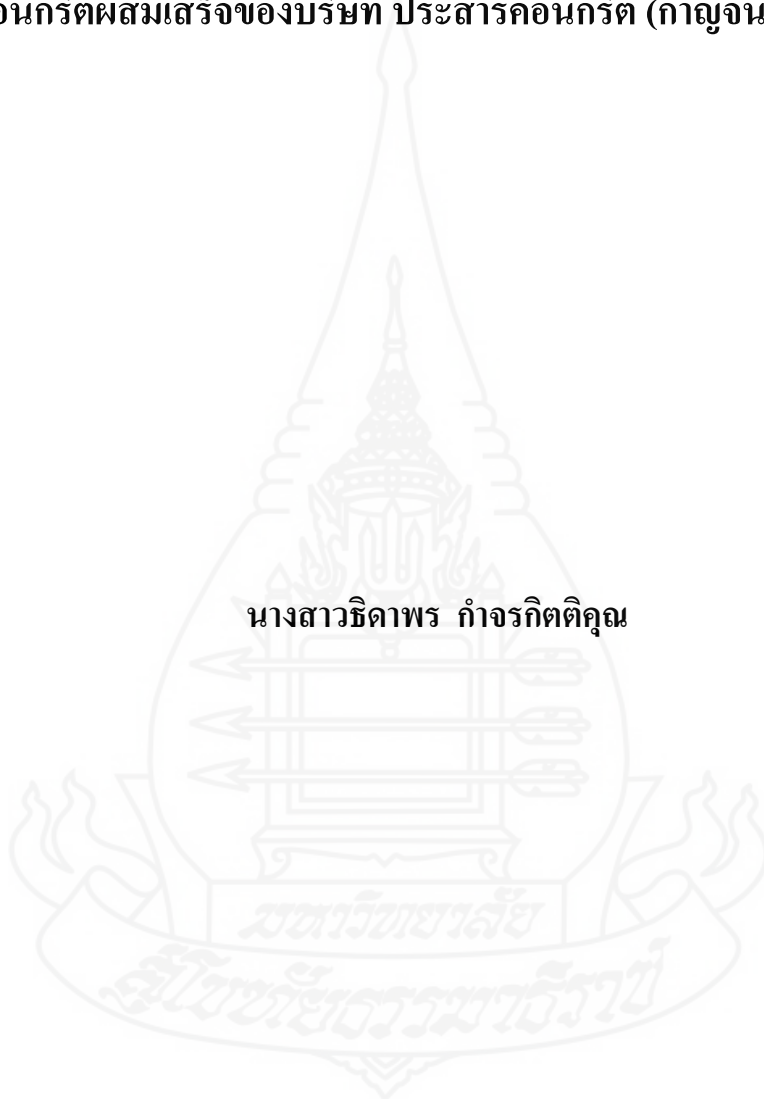 อนกรีตผสมเสร็จของบริษัท ประสารคอนกรีต (กาญจน
นางสาวธิดาพร กำจรกิตติคุณ
มหาวิทยาลัย
สุโขทัยธรรมาธิราช